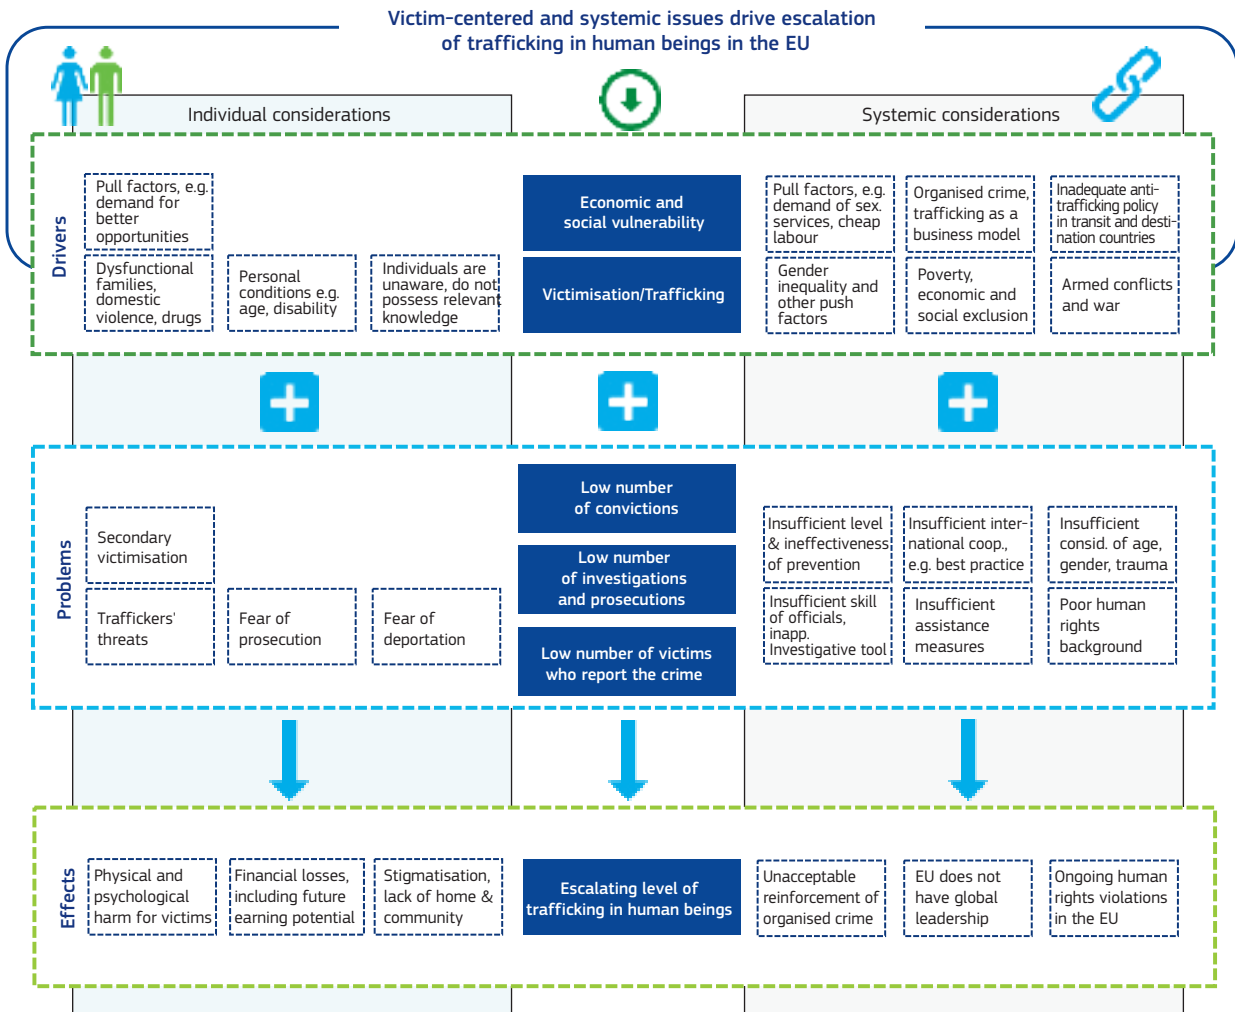 Victim-centered and systemic issues drive escalation
of trafficking in human beings in the EU
Individual considerations
Systemic considerations
Drivers
Pull factors, e.g.
demand for
better
opportunities
Dysfunctional
families,
domestic
violence, drugs
Personal
conditions e.g.
age, disability
Individuals are
unaware, do not
possess relevant
knowledge
Economic and
social vulnerability
Victimisation/Trafficking
Pull factors, e.g.
demand of sex.
services, cheap
labour
Organised crime,
trafficking as a
business model
Inadequate anti-
trafficking policy
in transit and desti-
nation countries
Gender
inequality and
other push
factors
Poverty,
economic and
social exclusion
Armed conflicts
and war
Problems
Secondary
victimisation
Traffickers'
threats
Fear of
prosecution
Fear of
deportation
Low number
of convictions
Low number
of investigations
and prosecutions
Low number of victims
who report the crime
Insufficient level
& ineffectiveness
of prevention
Insufficient inter-
national coop.,
e.g. best practice
Insufficient
consid. of age,
gender, trauma
Insufficient skill
of officials,
inapp.
Investigative tool
Insufficient
assistance
measures
Poor human
rights
background
Effects
Physical and
psychological
harm for victims
Financial losses,
including future
earning potential
Stigmatisation,
lack of home &
community
Escalating level of
trafficking in human beings
Unacceptable
reinforcement of
organised crime
EU does not
have global
leadership
Ongoing human
rights violations
in the EU